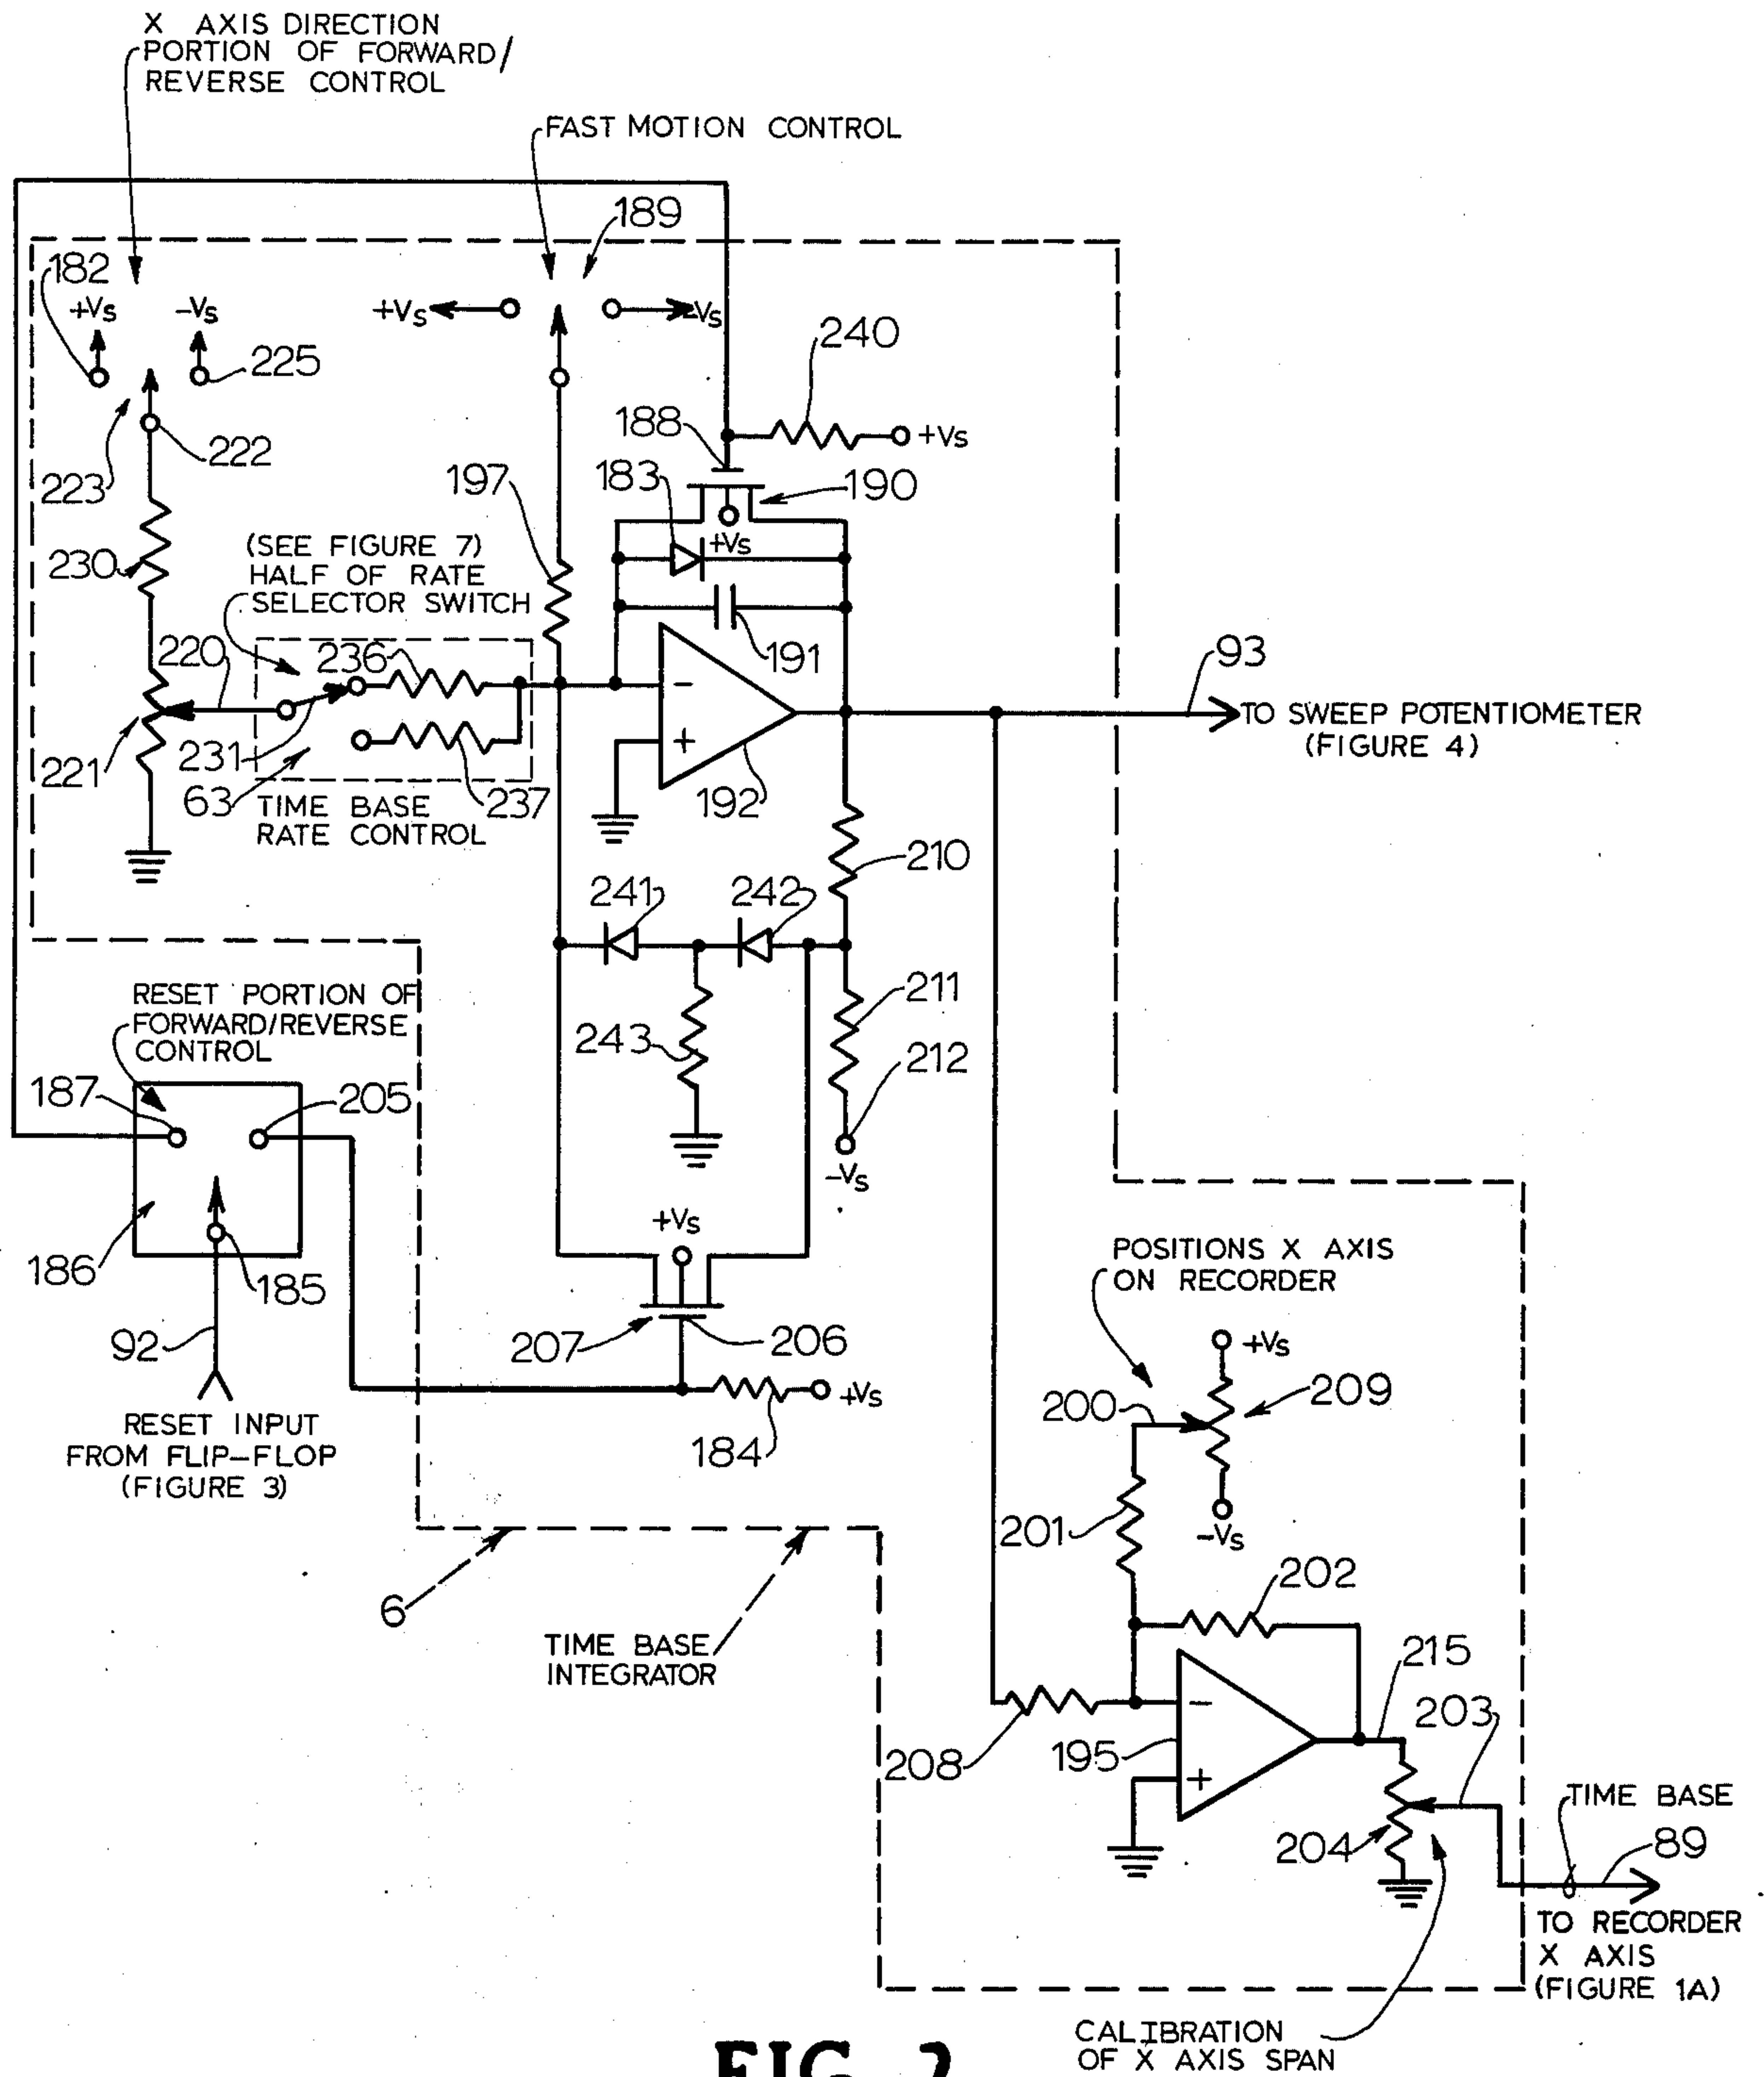 X AXIS DIRECTION
PORTION OF FORWARD/
REVERSE CONTROL
FAST MOTION CONTROL
189
182
+Vs
-Vs
225
+Vs
-Vs
240
222
223
188
+Vs
197
183
190
+Vs
230
(SEE FIGURE 7)
HALF OF RATE
SELECTOR SWITCH
191
220
236
93
-
TO SWEEP POTENTIOMETER
(FIGURE 4)
221
231
+
63
237
192
TIME BASE
RATE CONTROL
210
241
242
211
RESET PORTION OF
FORWARD/REVERSE
CONTROL
243
212
187
205
-Vs
+Vs
186
185
POSITIONS X AXIS
ON RECORDER
92
207
206
+Vs
209
200
184
+Vs
RESET INPUT
FROM FLIP-FLOP
(FIGURE 3)
201
-Vs
202
6
TIME BASE
INTEGRATOR
215
203
-
208
195
+
TIME BASE
204
89
TO RECORDER
X AXIS
(FIGURE 1A)
CALIBRATION
OF X AXIS SPAN
FIG. 2